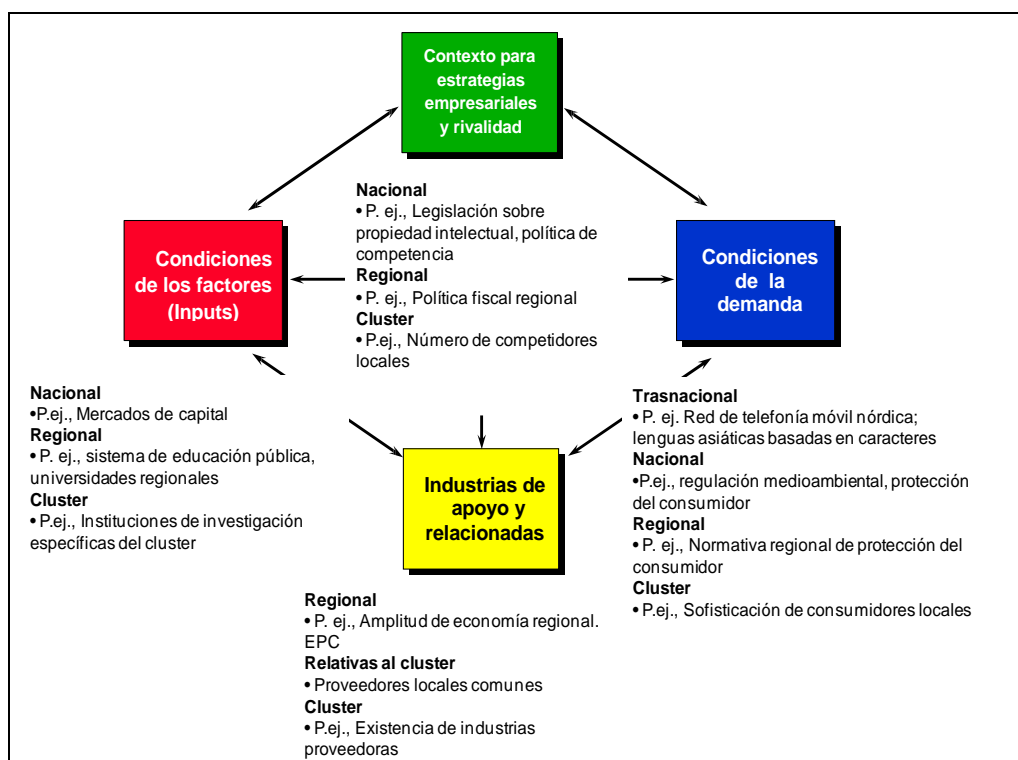 Contexto para
estrategias
empresariales
y rivalidad
Nacional
• P. ej., Legislación sobre
propiedad intelectual, política de
competencia
Regional
• P. ej., Política fiscal regional
Cluster
• P.ej., Número de competidores
locales
Condiciones
de los factores
(Inputs)
Condiciones
de la
demanda
Nacional
•P.ej., Mercados de capital
Regional
• P. ej., sistema de educación pública,
universidades regionales
Cluster
• P.ej., Instituciones de investigación
específicas del cluster
Trasnacional
• P. ej. Red de telefonía móvil nórdica;
lenguas asiáticas basadas en caracteres
Nacional
•P.ej., regulación medioambiental, protección
del consumidor
Regional
• P. ej., Normativa regional de protección del
consumidor
Cluster
• P.ej., Sofisticación de consumidores locales
Industrias de
apoyo y
relacionadas
Regional
• P. ej., Amplitud de economía regional.
EPC
Relativas al cluster
• Proveedores locales comunes
Cluster
• P.ej., Existencia de industrias
proveedoras